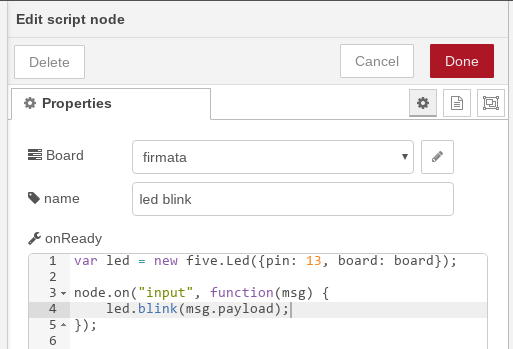 Edit script node
Delete
Cancel
Done
Properties
Board
firmata
name
led blink
onReady
1 var led = new five.Led({pin: 13, board: board});
2
3 node.on("input", function(msg) {
4     led.blink(msg.payload);
5 });
6